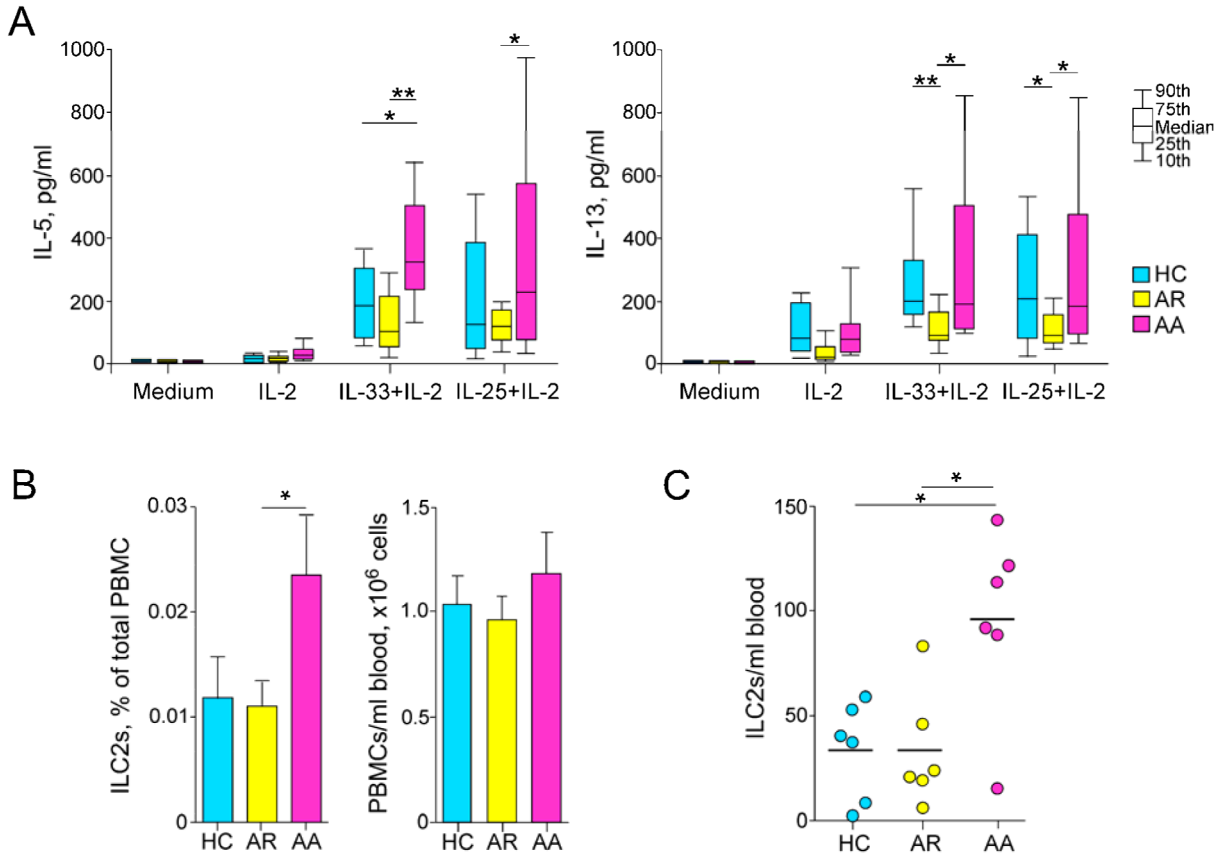 A
1000
800
600
400
200
0
IL-5, pg/ml
*
**
*
Medium
IL-2
IL-33+IL-2
IL-25+IL-2
1000
800
600
400
200
0
IL-13, pg/ml
**
*
*
*
Medium
IL-2
IL-33+IL-2
IL-25+IL-2
90th
75th
Median
25th
10th
HC
AR
AA
B
0.03
0.02
0.01
0
ILC2s, % of total PBMC
*
HC
AR
AA
1.5
1.0
0.5
0
PBMCs/ml blood, x10⁶ cells
HC
AR
AA
C
150
100
50
0
ILC2s/ml blood
*
*
HC
AR
AA